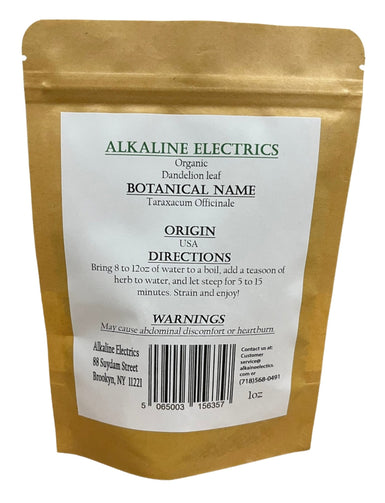 ALKALINE ELECTRICS
Organic
Dandelion leaf
BOTANICAL NAME
Taraxacum Officinale
ORIGIN
USA
DIRECTIONS
Bring 8 to 12oz of water to a boil, add a teasoon of
herb to water, and let steep for 5 to 15
minutes. Strain and enjoy!
WARNINGS
May cause abdominal discomfort or heartburn.
Alkaline Electrics
88 Suydam Street
Brookyn, NY 11221
5 065003 156357
Contact us at:
Customer
service@
alkainoelectics.
com or
(718)568-0491
1oz